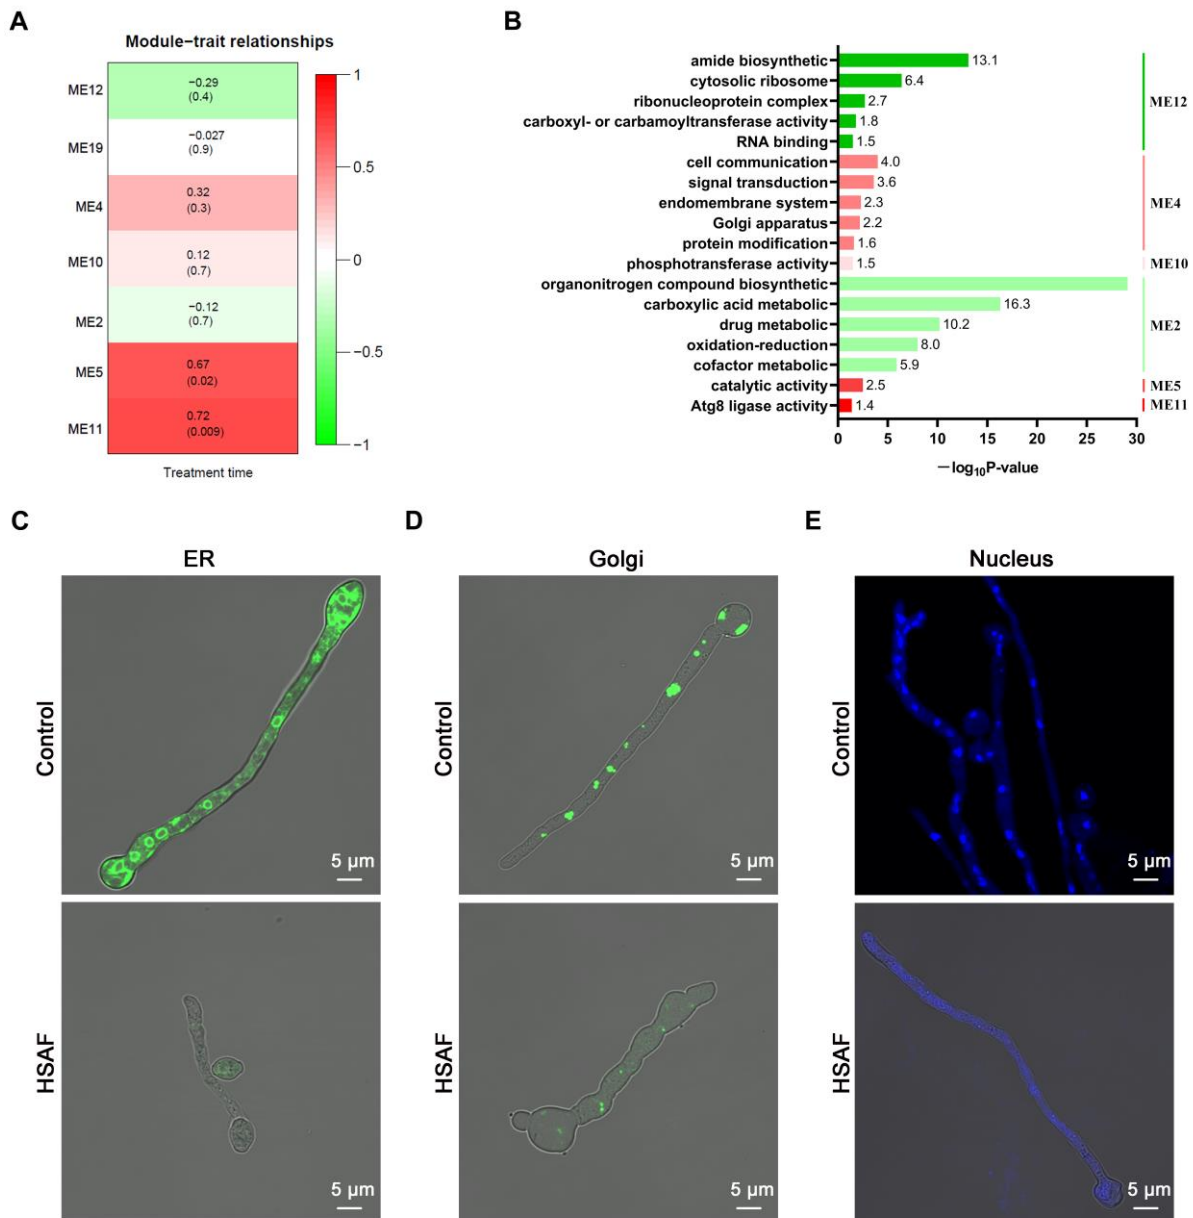 A
Module−trait relationships
ME12
−0.29
(0.4)
ME19
−0.027
(0.9)
ME4
0.32
(0.3)
ME10
0.12
(0.7)
ME2
−0.12
(0.7)
ME5
0.67
(0.02)
ME11
0.72
(0.009)
1
0.5
0
−0.5
−1
Treatment time
B
amide biosynthetic 13.1
cytosolic ribosome 6.4
ribonucleoprotein complex 2.7
carboxyl- or carbamoyltransferase activity 1.8
RNA binding 1.5
ME12
cell communication 4.0
signal transduction 3.6
endomembrane system 2.3
Golgi apparatus 2.2
protein modification 1.6
ME4
phosphotransferase activity 1.5
ME10
organonitrogen compound biosynthetic
carboxylic acid metabolic 16.3
drug metabolic 10.2
oxidation-reduction 8.0
cofactor metabolic 5.9
ME2
catalytic activity 2.5
ME5
Atg8 ligase activity 1.4
ME11
0 5 10 15 20 25 30
−log10P-value
C
ER
Control
5 µm
HSAF
5 µm
D
Golgi
Control
5 µm
HSAF
5 µm
E
Nucleus
Control
5 µm
HSAF
5 µm